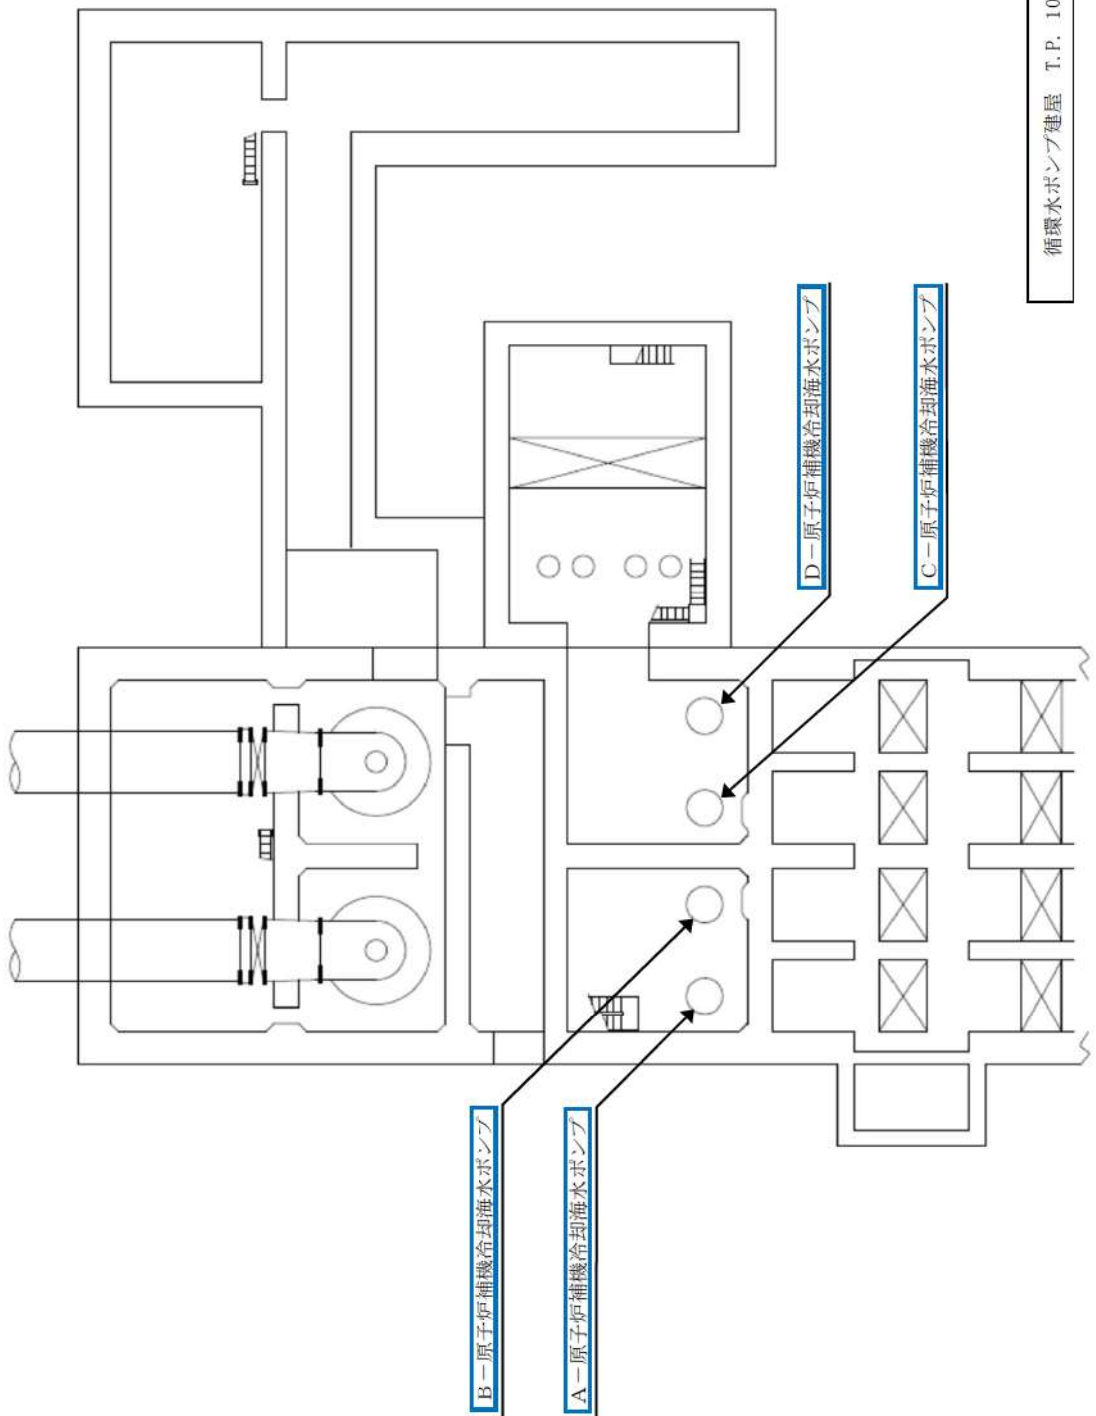 循環水ポンプ建屋 T.P. 10
D－原子炉補機冷却海水ポンプ
C－原子炉補機冷却海水ポンプ
B－原子炉補機冷却海水ポンプ
A－原子炉補機冷却海水ポンプ